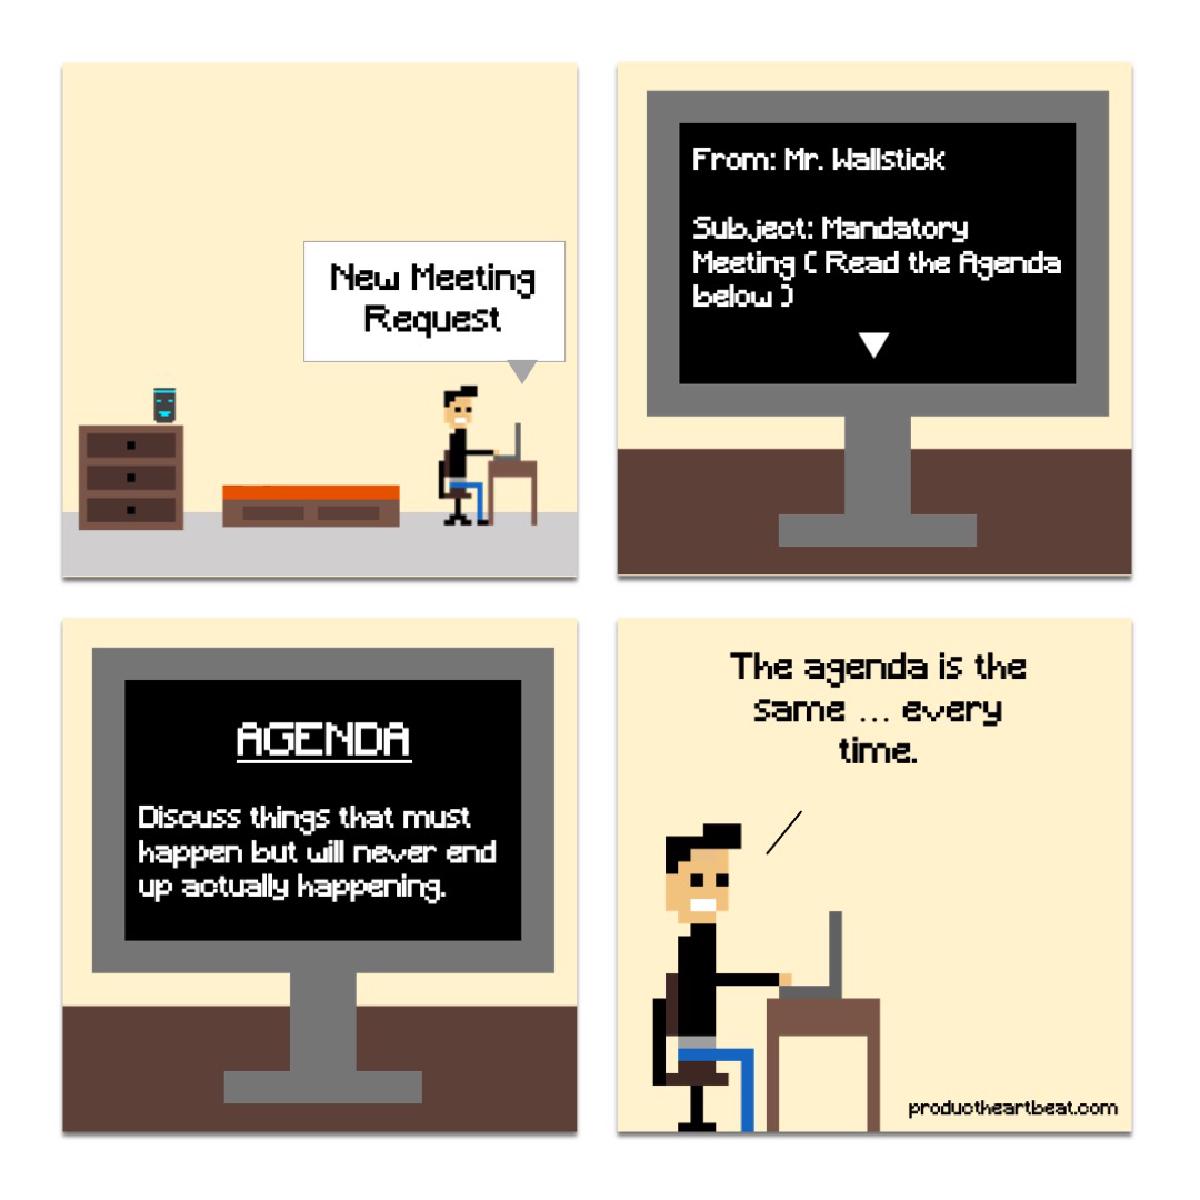 New Meeting
Request
From: Mr. Wallstick
Subject: Mandatory
Meeting ( Read the Agenda
below )
AGENDA
Discuss things that must
happen but will never end
up actually happening.
The agenda is the
same ... every
time.
productheartbeat.com